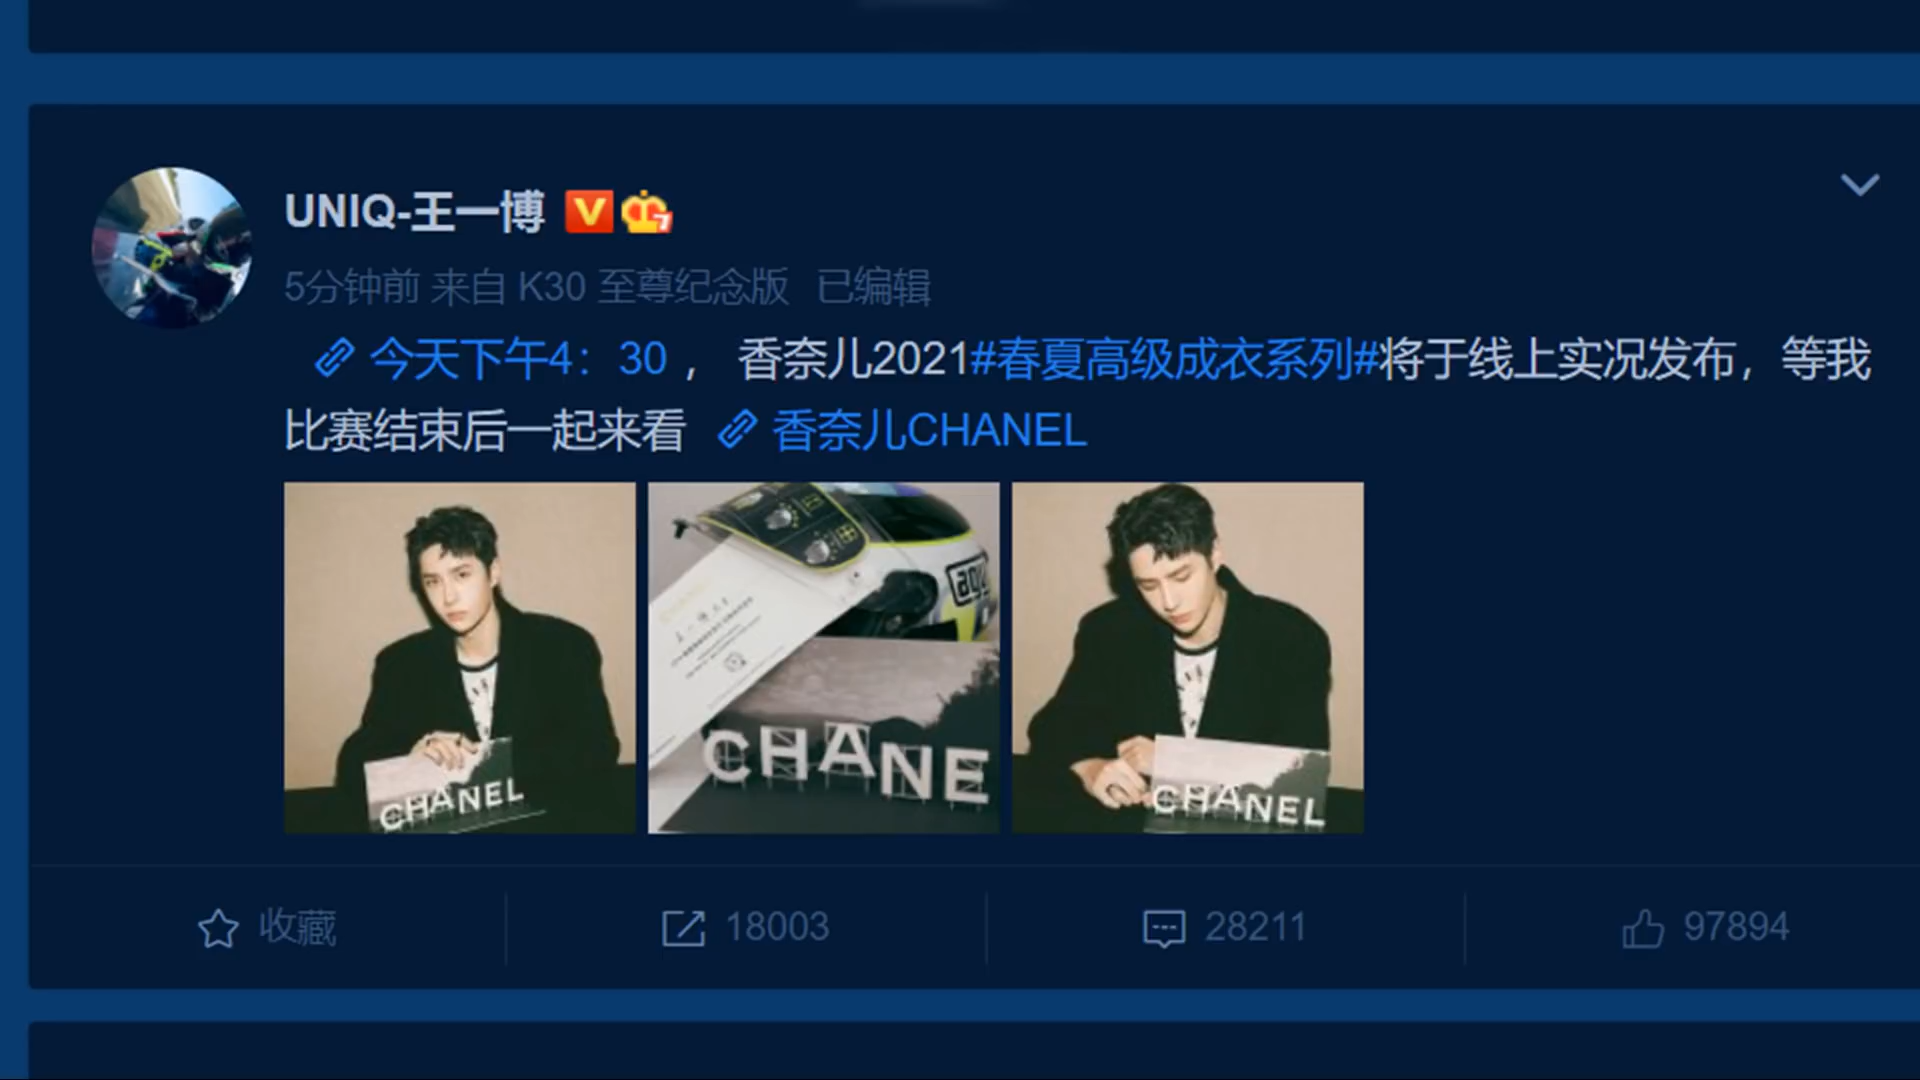 UNIQ-王一博
5分钟前 来自 K30 至尊纪念版 已编辑
今天下午4：30 ， 香奈儿2021#春夏高级成衣系列#将于线上实况发布，等我
比赛结束后一起来看 香奈儿CHANEL
CHANEL
agv
CHANE
CHANEL
收藏
18003
28211
97894